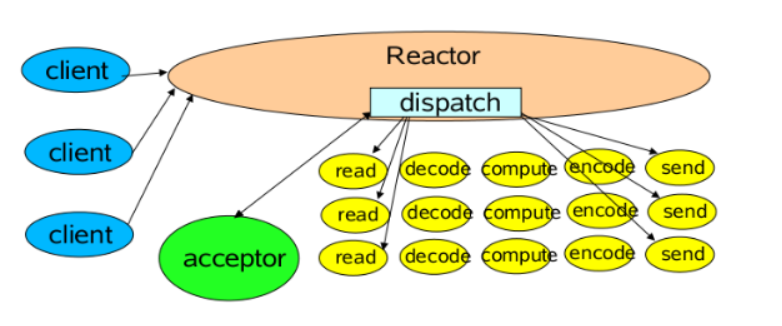 Reactor
client
dispatch
client
read decode compute encode send
read decode compute encode send
client
acceptor
read decode compute encode send